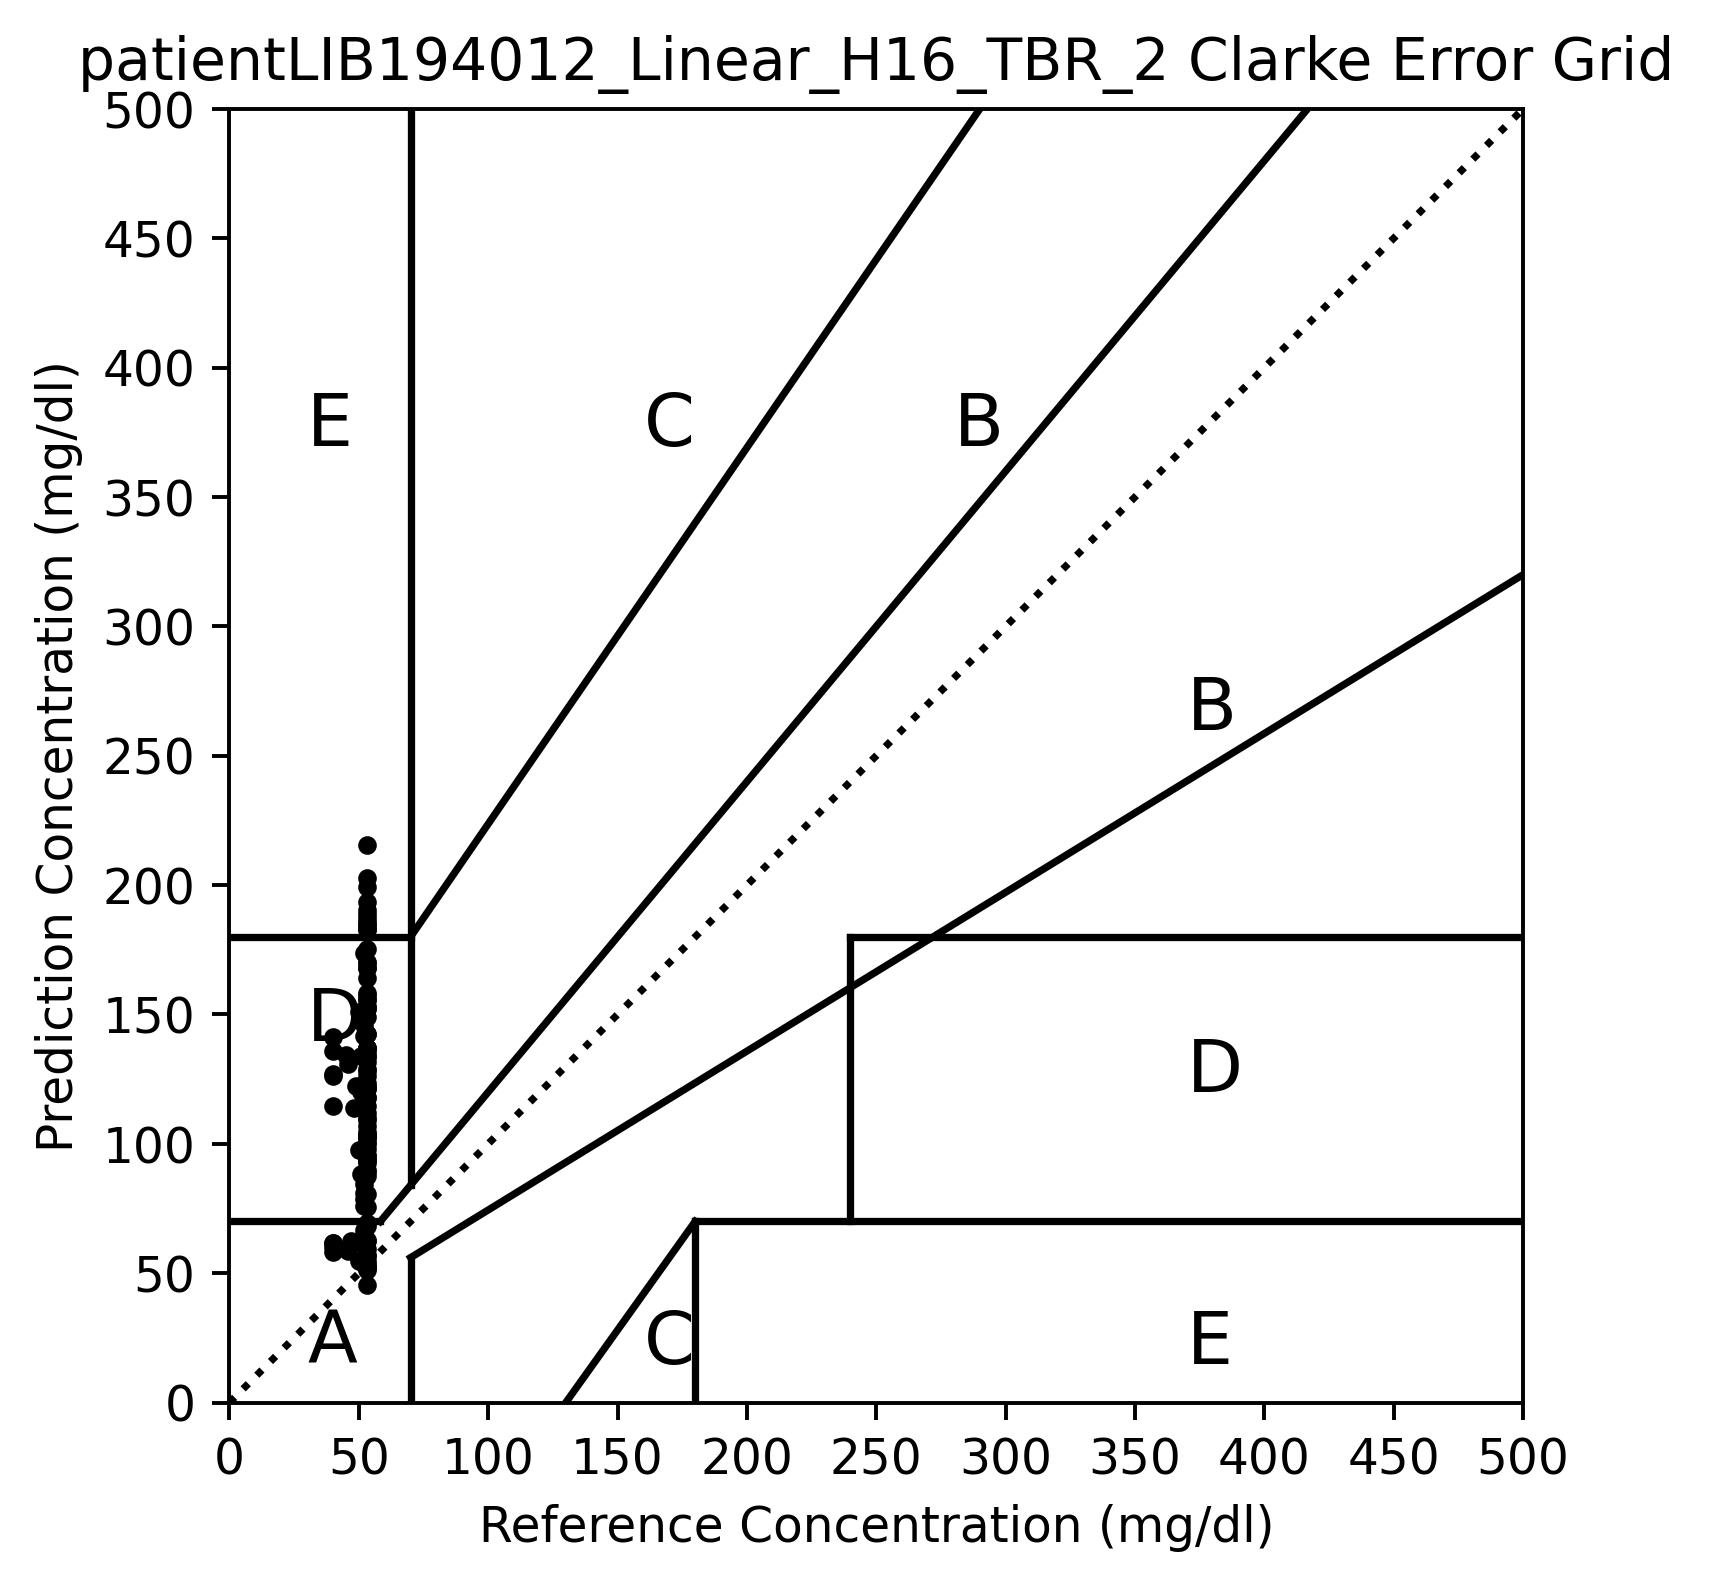 patientLIB194012_Linear_H16_TBR_2 Clarke Error Grid
500
450
400
350
300
250
200
150
100
50
0
Prediction Concentration (mg/dl)
E
C
B
B
D
D
A
C
E
0 50 100 150 200 250 300 350 400 450 500
Reference Concentration (mg/dl)